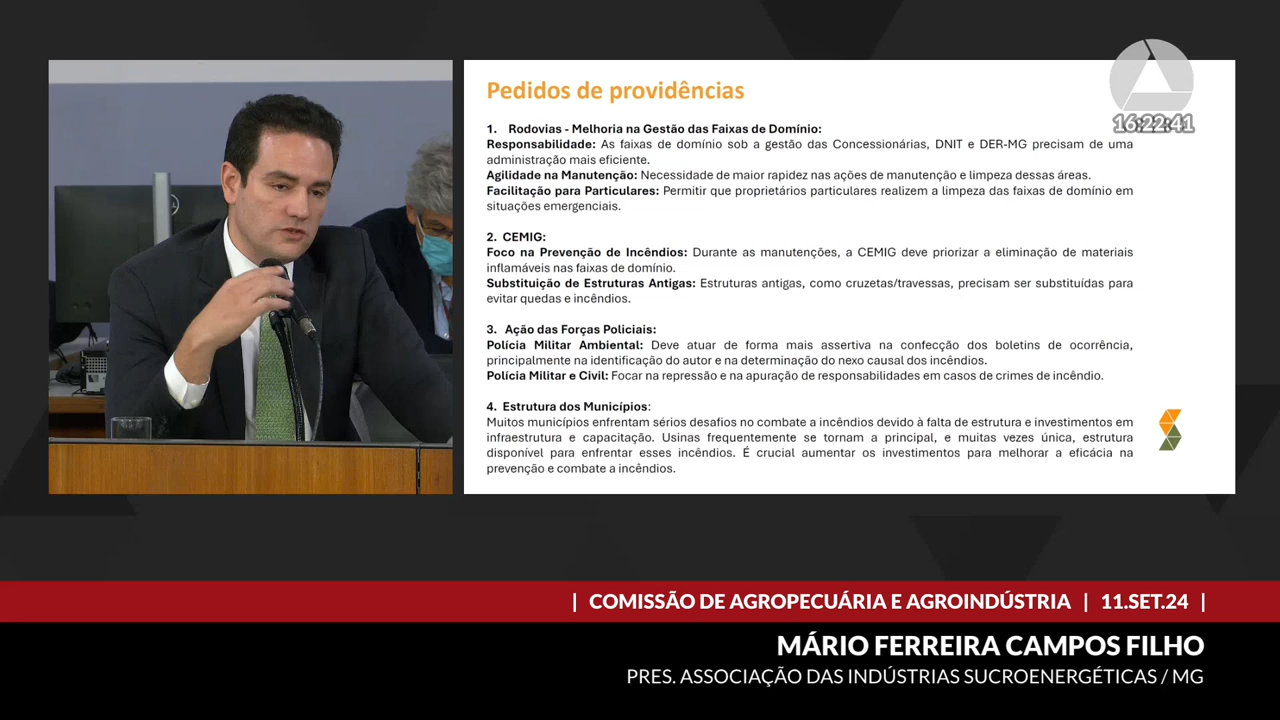 Pedidos de providências
16:22:41
1. Rodovias - Melhoria na Gestão das Faixas de Domínio:
Responsabilidade: As faixas de domínio sob a gestão das Concessionárias, DNIT e DER-MG precisam de uma
administração mais eficiente.
Agilidade na Manutenção: Necessidade de maior rapidez nas ações de manutenção e limpeza dessas áreas.
Facilitação para Particulares: Permitir que proprietários particulares realizem a limpeza das faixas de domínio em
situações emergenciais.
2. CEMIG:
Foco na Prevenção de Incêndios: Durante as manutenções, a CEMIG deve priorizar a eliminação de materiais
inflamáveis nas faixas de domínio.
Substituição de Estruturas Antigas: Estruturas antigas, como cruzetas/travessas, precisam ser substituídas para
evitar quedas e incêndios.
3. Ação das Forças Policiais:
Polícia Militar Ambiental: Deve atuar de forma mais assertiva na confecção dos boletins de ocorrência,
principalmente na identificação do autor e na determinação do nexo causal dos incêndios.
Polícia Militar e Civil: Focar na repressão e na apuração de responsabilidades em casos de crimes de incêndio.
4. Estrutura dos Municípios:
Muitos municípios enfrentam sérios desafios no combate a incêndios devido à falta de estrutura e investimentos em
infraestrutura e capacitação. Usinas frequentemente se tornam a principal, e muitas vezes única, estrutura
disponível para enfrentar esses incêndios. É crucial aumentar os investimentos para melhorar a eficácia na
prevenção e combate a incêndios.
| COMISSÃO DE AGROPECUÁRIA E AGROINDÚSTRIA | 11.SET.24 |
MÁRIO FERREIRA CAMPOS FILHO
PRES. ASSOCIAÇÃO DAS INDÚSTRIAS SUCROENERGÉTICAS / MG